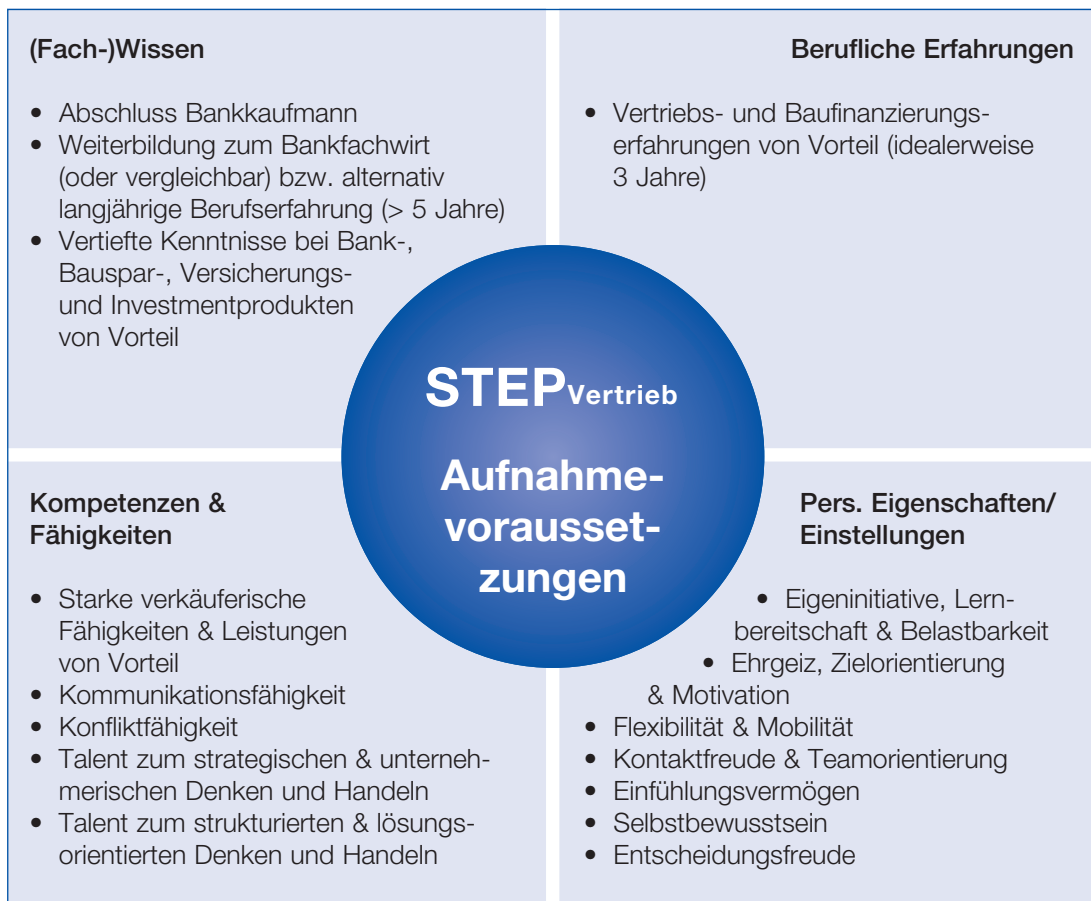 (Fach-)Wissen
• Abschluss Bankkaufmann
• Weiterbildung zum Bankfachwirt
(oder vergleichbar) bzw. alternativ
langjährige Berufserfahrung (> 5 Jahre)
• Vertiefte Kenntnisse bei Bank-,
Bauspar-, Versicherungs-
und Investmentprodukten
von Vorteil
Berufliche Erfahrungen
• Vertriebs- und Baufinanzierungs-
erfahrungen von Vorteil (idealerweise
3 Jahre)
STEP Vertrieb
Aufnahme-
vorausset-
zungen
Kompetenzen &
Fähigkeiten
• Starke verkäuferische
Fähigkeiten & Leistungen
von Vorteil
• Kommunikationsfähigkeit
• Konfliktfähigkeit
• Talent zum strategischen & unterneh-
merischen Denken und Handeln
• Talent zum strukturierten & lösungs-
orientierten Denken und Handeln
Pers. Eigenschaften/
Einstellungen
• Eigeninitiative, Lern-
bereitschaft & Belastbarkeit
• Ehrgeiz, Zielorientierung
& Motivation
• Flexibilität & Mobilität
• Kontaktfreude & Teamorientierung
• Einfühlungsvermögen
• Selbstbewusstsein
• Entscheidungsfreude